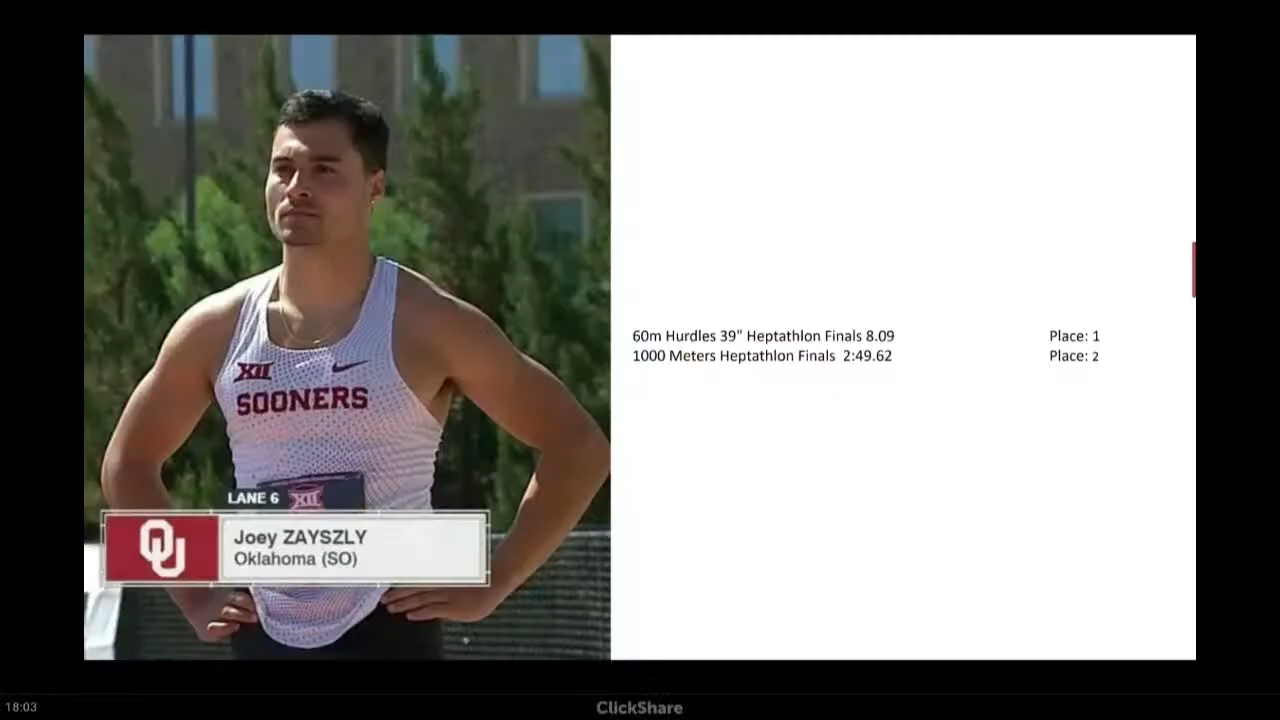 XII
SOONERS
LANE 6 XII
OU
Joey ZAYSZLY
Oklahoma (SO)
60m Hurdles 39" Heptathlon Finals 8.09 Place: 1
1000 Meters Heptathlon Finals 2:49.62 Place: 2
18:03
ClickShare